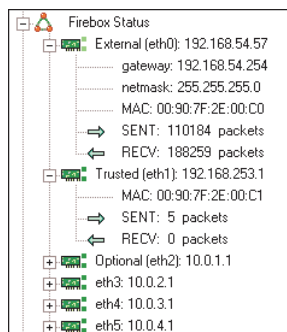 Firebox Status
External (eth0): 192.168.54.57
gateway: 192.168.54.254
netmask: 255.255.255.0
MAC: 00:90:7F:2E:00:C0
SENT: 110184 packets
RECV: 188259 packets
Trusted (eth1): 192.168.253.1
MAC: 00:90:7F:2E:00:C1
SENT: 5 packets
RECV: 0 packets
Optional (eth2): 10.0.1.1
eth3: 10.0.2.1
eth4: 10.0.3.1
eth5: 10.0.4.1